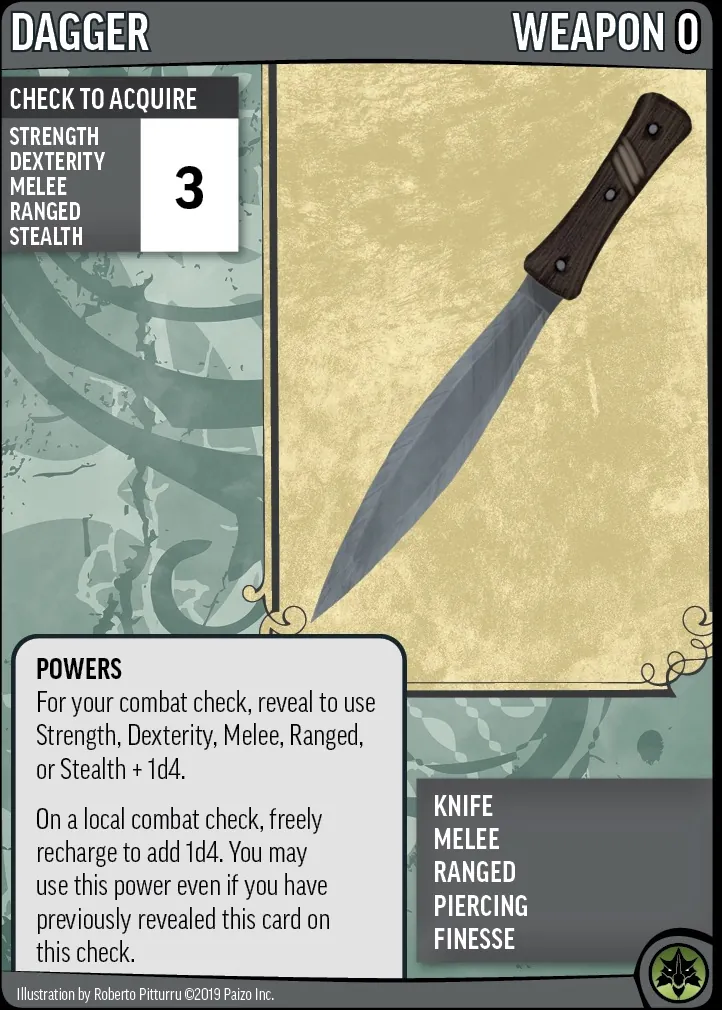 DAGGER WEAPON 0
CHECK TO ACQUIRE
STRENGTH
DEXTERITY
MELEE
RANGED
STEALTH
3
POWERS
For your combat check, reveal to use
Strength, Dexterity, Melee, Ranged,
or Stealth + 1d4.
On a local combat check, freely
recharge to add 1d4. You may
use this power even if you have
previously revealed this card on
this check.
KNIFE
MELEE
RANGED
PIERCING
FINESSE
Illustration by Roberto Pitturru ©2019 Paizo Inc.